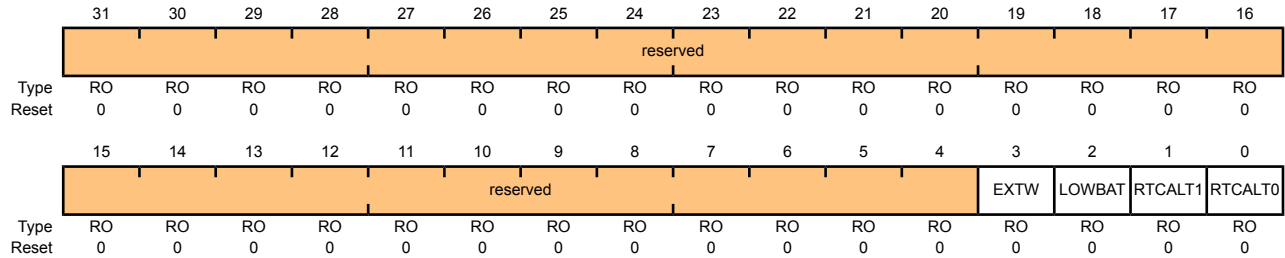 31 30 29 28 27 26 25 24 23 22 21 20 19 18 17 16
reserved
Type RO RO RO RO RO RO RO RO RO RO RO RO RO RO RO RO
Reset 0 0 0 0 0 0 0 0 0 0 0 0 0 0 0 0
15 14 13 12 11 10 9 8 7 6 5 4 3 2 1 0
reserved EXTW LOWBAT RTCALT1 RTCALT0
Type RO RO RO RO RO RO RO RO RO RO RO RO RO RO RO RO
Reset 0 0 0 0 0 0 0 0 0 0 0 0 0 0 0 0